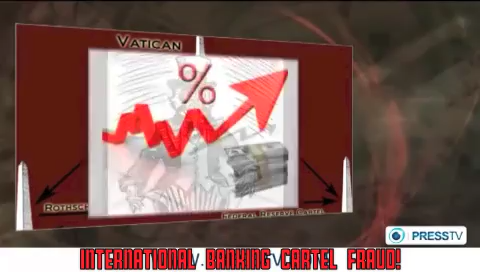 VATICAN
%
ROTHSCH
FEDERAL RESERVE CARTEL
PRESSTV
INTERNATIONAL BANKING CARTEL FRAUD!